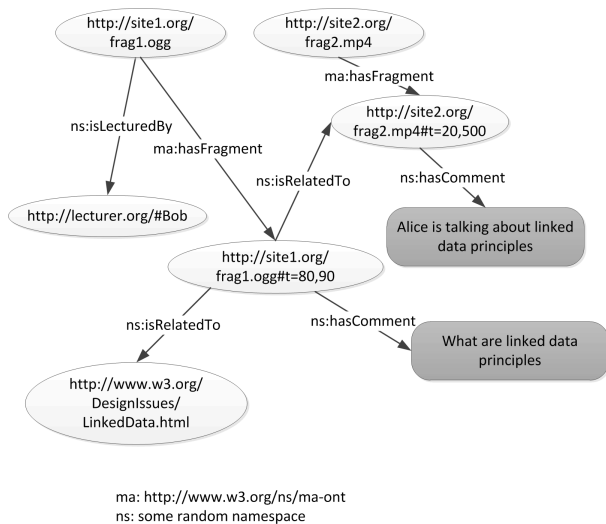 http://site1.org/
frag1.ogg
http://site2.org/
frag2.mp4
ma:hasFragment
ns:isLecturedBy
ma:hasFragment
http://site2.org/
frag2.mp4#t=20,500
ns:isRelatedTo
ns:hasComment
http://lecturer.org/#Bob
Alice is talking about linked
data principles
http://site1.org/
frag1.ogg#t=80,90
ns:isRelatedTo
ns:hasComment
What are linked data
principles
http://www.w3.org/
DesignIssues/
LinkedData.html
ma: http://www.w3.org/ns/ma-ont
ns: some random namespace